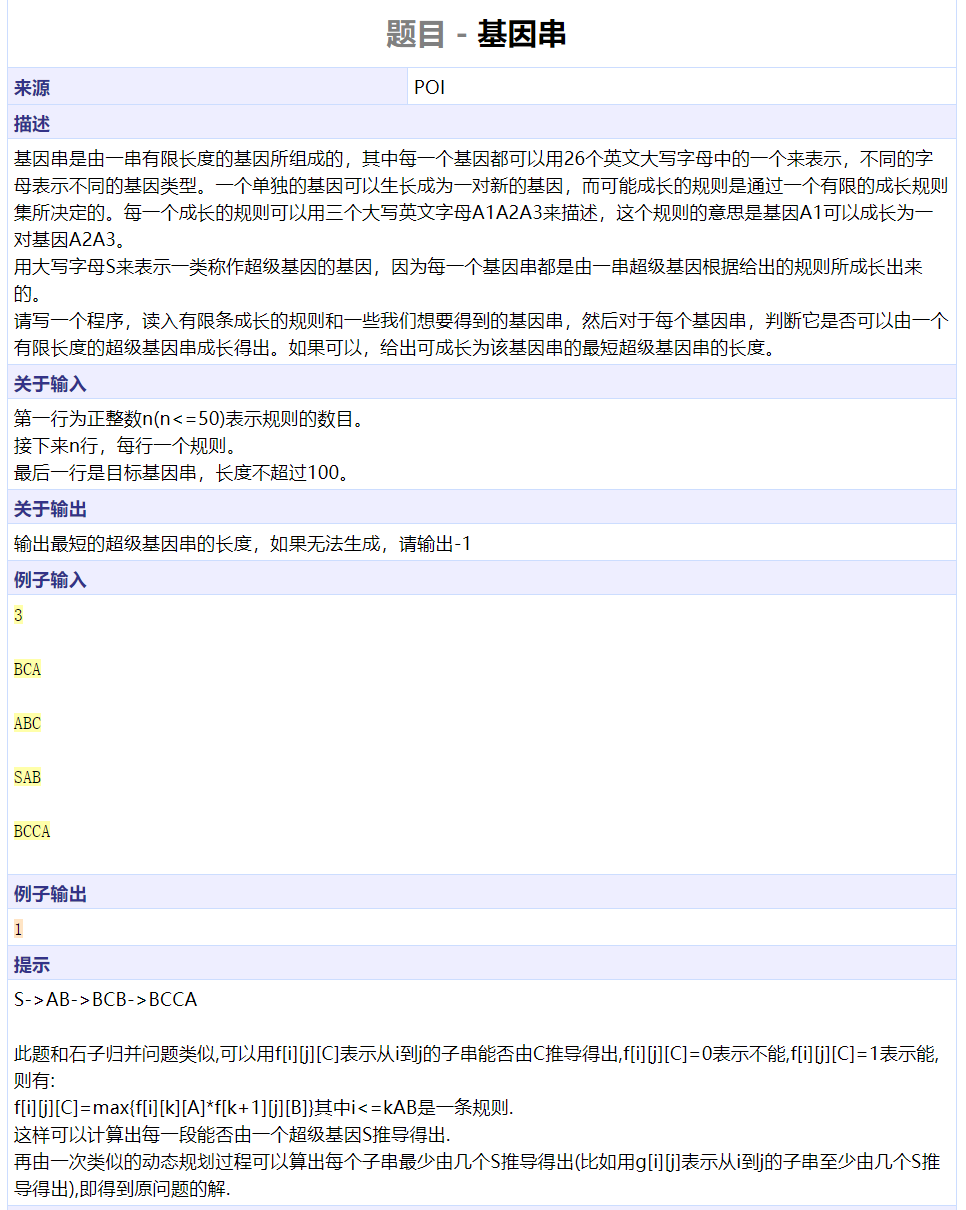 题目 - 基因串
来源 POI
描述
基因串是由一串有限长度的基因所组成的，其中每一个基因都可以用26个英文大写字母中的一个来表示，不同的字
母表示不同的基因类型。一个单独的基因可以生长成为一对新的基因，而可能成长的规则是通过一个有限的成长规则
集所决定的。每一个成长的规则可以用三个大写英文字母A1A2A3来描述，这个规则的意思是基因A1可以成长为一
对基因A2A3。
用大写字母S来表示一类称作超级基因的基因，因为每一个基因串都是由一串超级基因根据给出的规则所成长出来
的。
请写一个程序，读入有限条成长的规则和一些我们想要得到的基因串，然后对于每个基因串，判断它是否可以由一个
有限长度的超级基因串成长得出。如果可以，给出可成长为该基因串的最短超级基因串的长度。
关于输入
第一行为正整数n(n<=50)表示规则的数目。
接下来n行，每行一个规则。
最后一行是目标基因串，长度不超过100。
关于输出
输出最短的超级基因串的长度，如果无法生成，请输出-1
例子输入
3
BCA
ABC
SAB
BCCA
例子输出
1
提示
S->AB->BCB->BCCA
此题和石子归并问题类似,可以用f[i][j][C]表示从i到j的子串能否由C推导得出,f[i][j][C]=0表示不能,f[i][j][C]=1表示能,
则有:
f[i][j][C]=max{f[i][k][A]*f[k+1][j][B]}其中i<=kAB是一条规则.
这样可以计算出每一段能否由一个超级基因S推导得出.
再由一次类似的动态规划过程可以算出每个子串最少由几个S推导得出(比如用g[i][j]表示从i到j的子串至少由几个S推
导得出),即得到原问题的解.